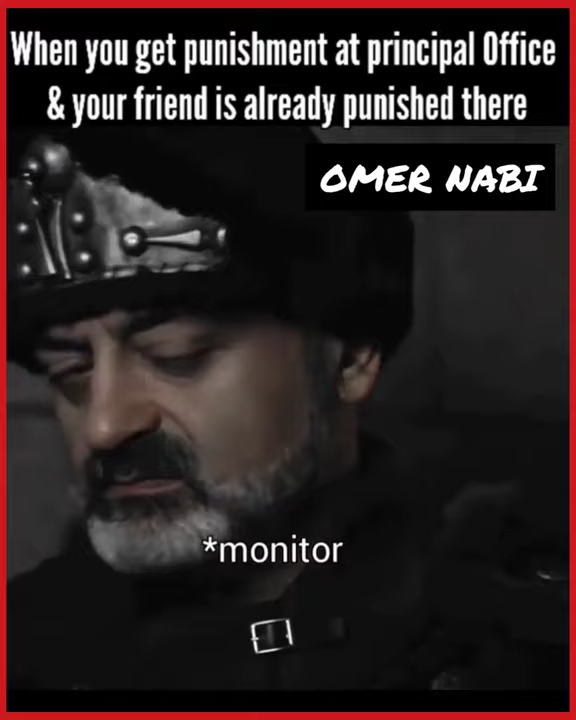 When you get punishment at principal Office
& your friend is already punished there
OMER NABI
*monitor